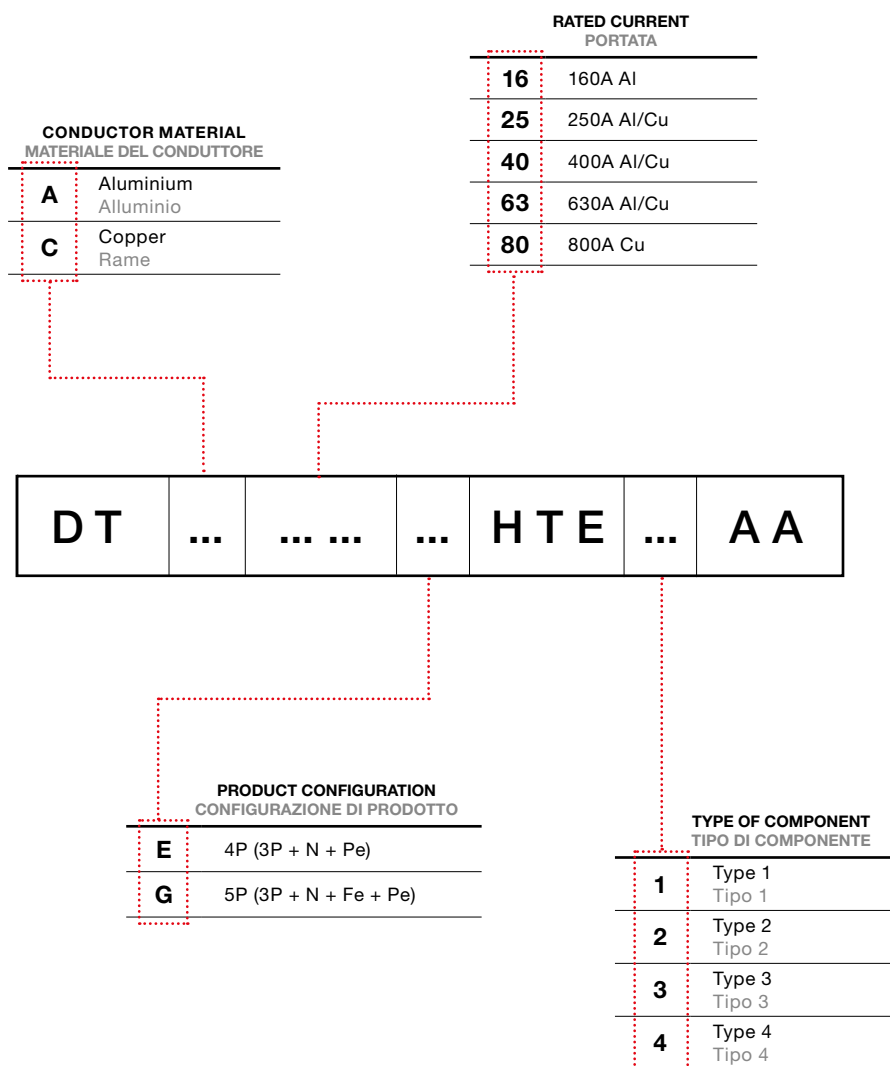 RATED CURRENT
PORTATA
16 160A Al
25 250A Al/Cu
40 400A Al/Cu
63 630A Al/Cu
80 800A Cu
CONDUCTOR MATERIAL
MATERIALE DEL CONDUTTORE
A Aluminium
Alluminio
C Copper
Rame
DT ... ... ... ... HTE ... AA
PRODUCT CONFIGURATION
CONFIGURAZIONE DI PRODOTTO
E 4P (3P + N + Pe)
G 5P (3P + N + Fe + Pe)
TYPE OF COMPONENT
TIPO DI COMPONENTE
1 Type 1
Tipo 1
2 Type 2
Tipo 2
3 Type 3
Tipo 3
4 Type 4
Tipo 4